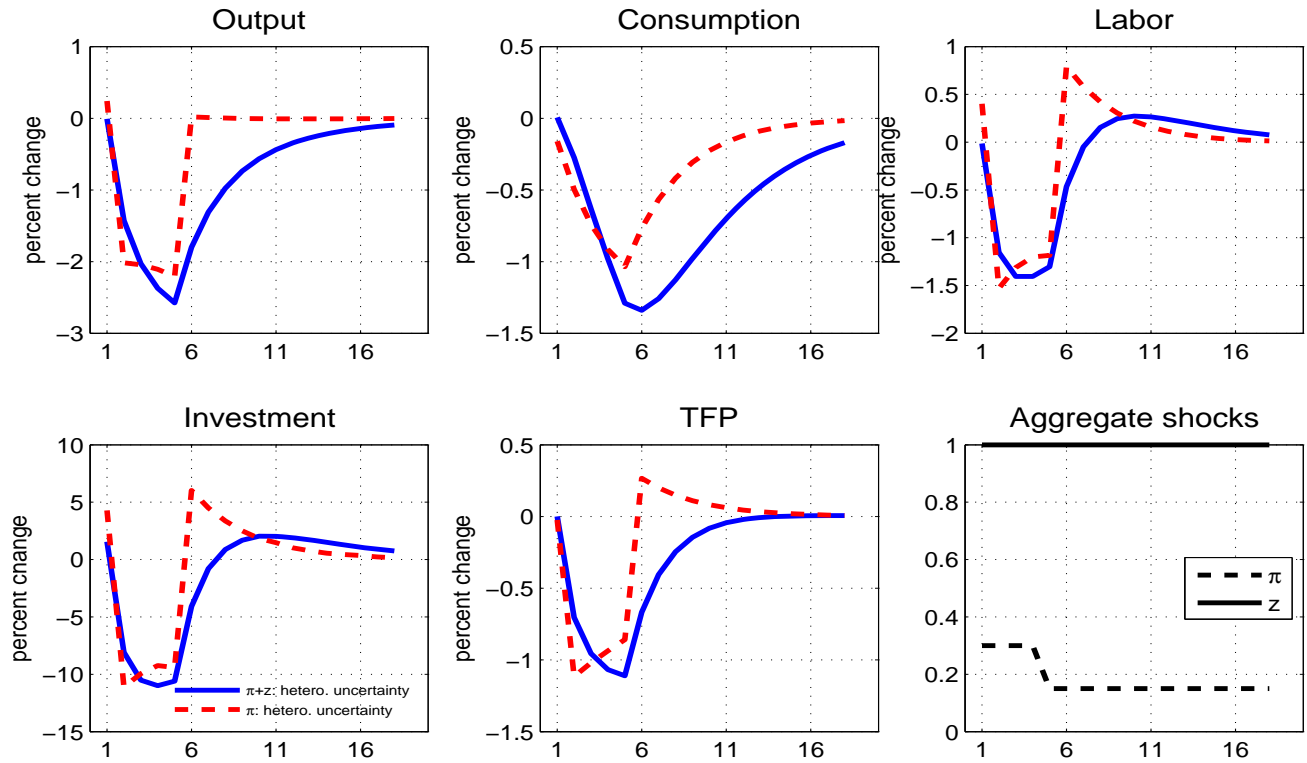 Output
percent change
1
0
−1
−2
−3
1 6 11 16
Consumption
percent change
0.5
0
−0.5
−1
−1.5
1 6 11 16
Labor
percent change
1
0.5
0
−0.5
−1
−1.5
−2
1 6 11 16
Investment
percent change
10
5
0
−5
−10
−15
π+z: hetero. uncertainty
π: hetero. uncertainty
1 6 11 16
TFP
percent change
0.5
0
−0.5
−1
−1.5
1 6 11 16
Aggregate shocks
1
0.8
0.6
0.4
0.2
0
π
z
1 6 11 16